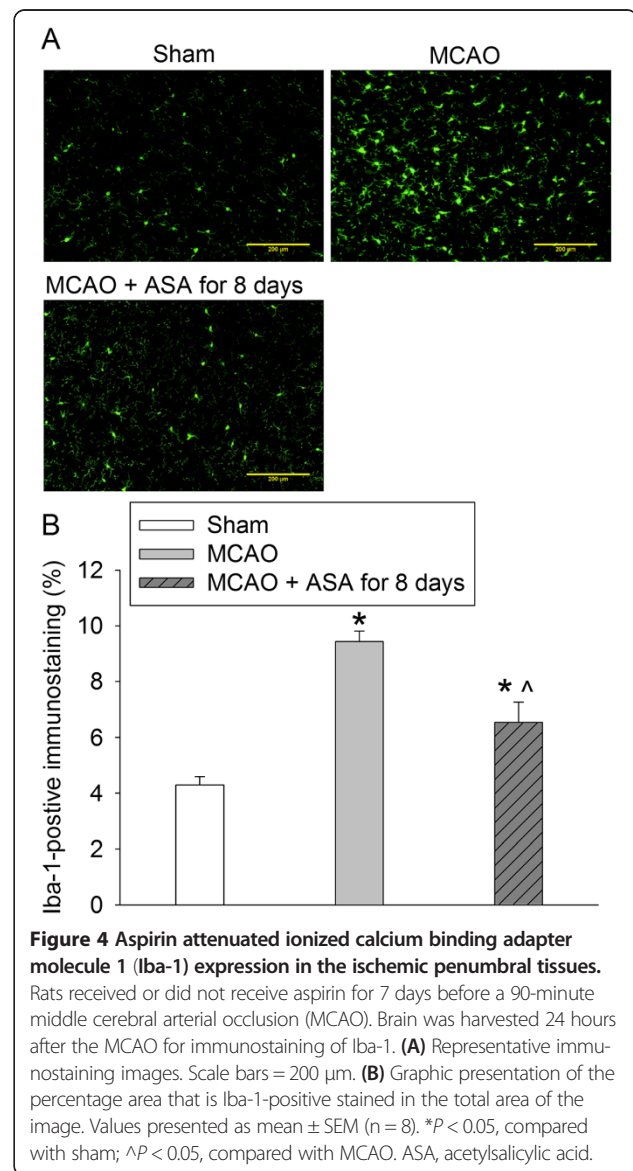 A
Sham
MCAO
200 µm
200 µm
MCAO + ASA for 8 days
200 µm
B
Sham
MCAO
MCAO + ASA for 8 days
Iba-1-postive immunostaining (%)
12
10
8
6
4
2
0
*
* ^
Figure 4 Aspirin attenuated ionized calcium binding adapter
molecule 1 (Iba-1) expression in the ischemic penumbral tissues.
Rats received or did not receive aspirin for 7 days before a 90-minute
middle cerebral arterial occlusion (MCAO). Brain was harvested 24 hours
after the MCAO for immunostaining of Iba-1. (A) Representative immu-
nostaining images. Scale bars = 200 µm. (B) Graphic presentation of the
percentage area that is Iba-1-positive stained in the total area of the
image. Values presented as mean ± SEM (n = 8). *P < 0.05, compared
with sham; ^P < 0.05, compared with MCAO. ASA, acetylsalicylic acid.